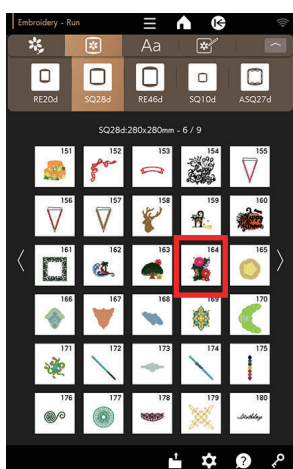 Embroidery - Run
Aa
RE20d SQ28d RE46d SQ10d ASQ27d
SQ28d:280x280mm - 6 / 9
151 152 153 154 155
156 157 158 159 160
161 162 163 164 165
166 167 168 169 170
171 172 173 174 175
176 177 178 179 180
Birthday
?